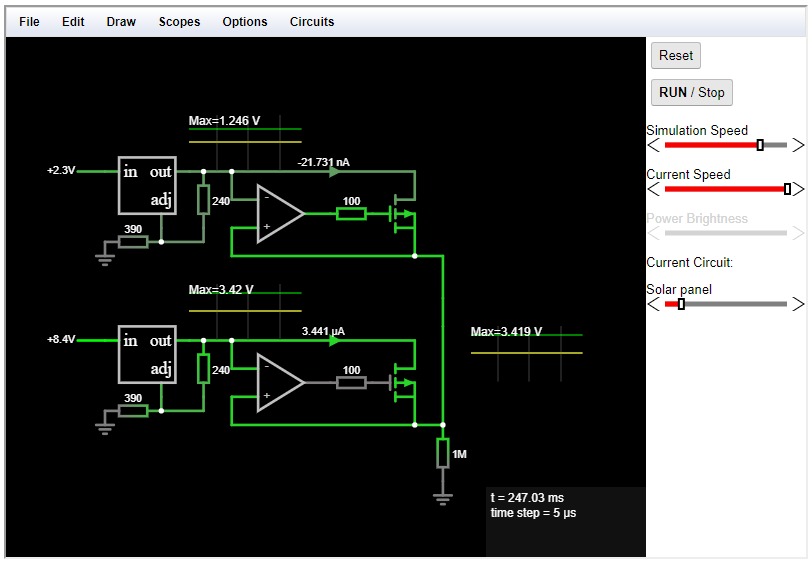 File Edit Draw Scopes Options Circuits
Reset
RUN / Stop
Simulation Speed
Current Speed
Power Brightness
Current Circuit:
Solar panel
Max=1.246 V
-21.731 nA
+2.3V
in out
adj
240
100
-
+
390
Max=3.42 V
3.441 µA
+8.4V
in out
adj
240
100
-
+
390
Max=3.419 V
1M
t = 247.03 ms
time step = 5 µs